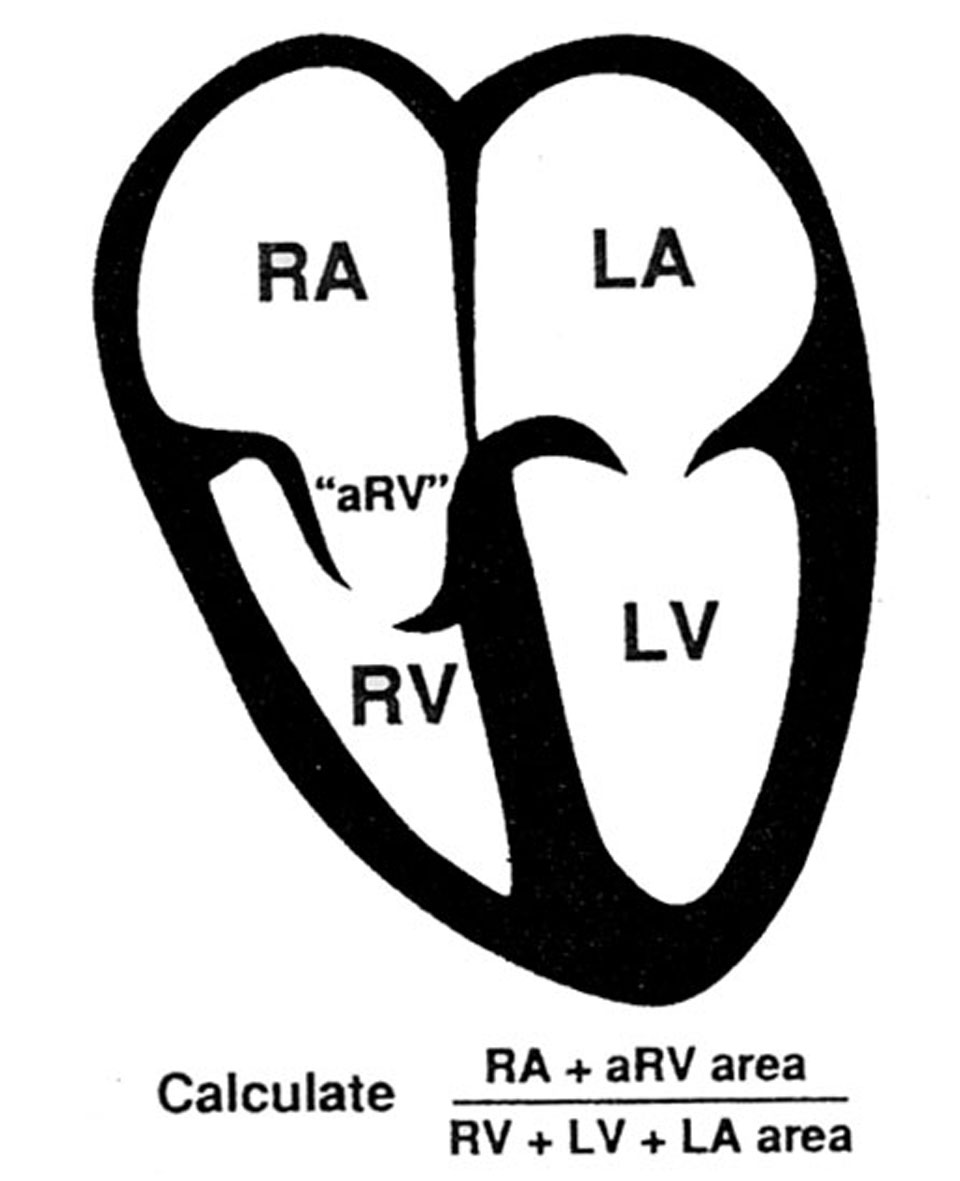 RA LA
“aRV”
LV
RV
Calculate RA + aRV area
RV + LV + LA area